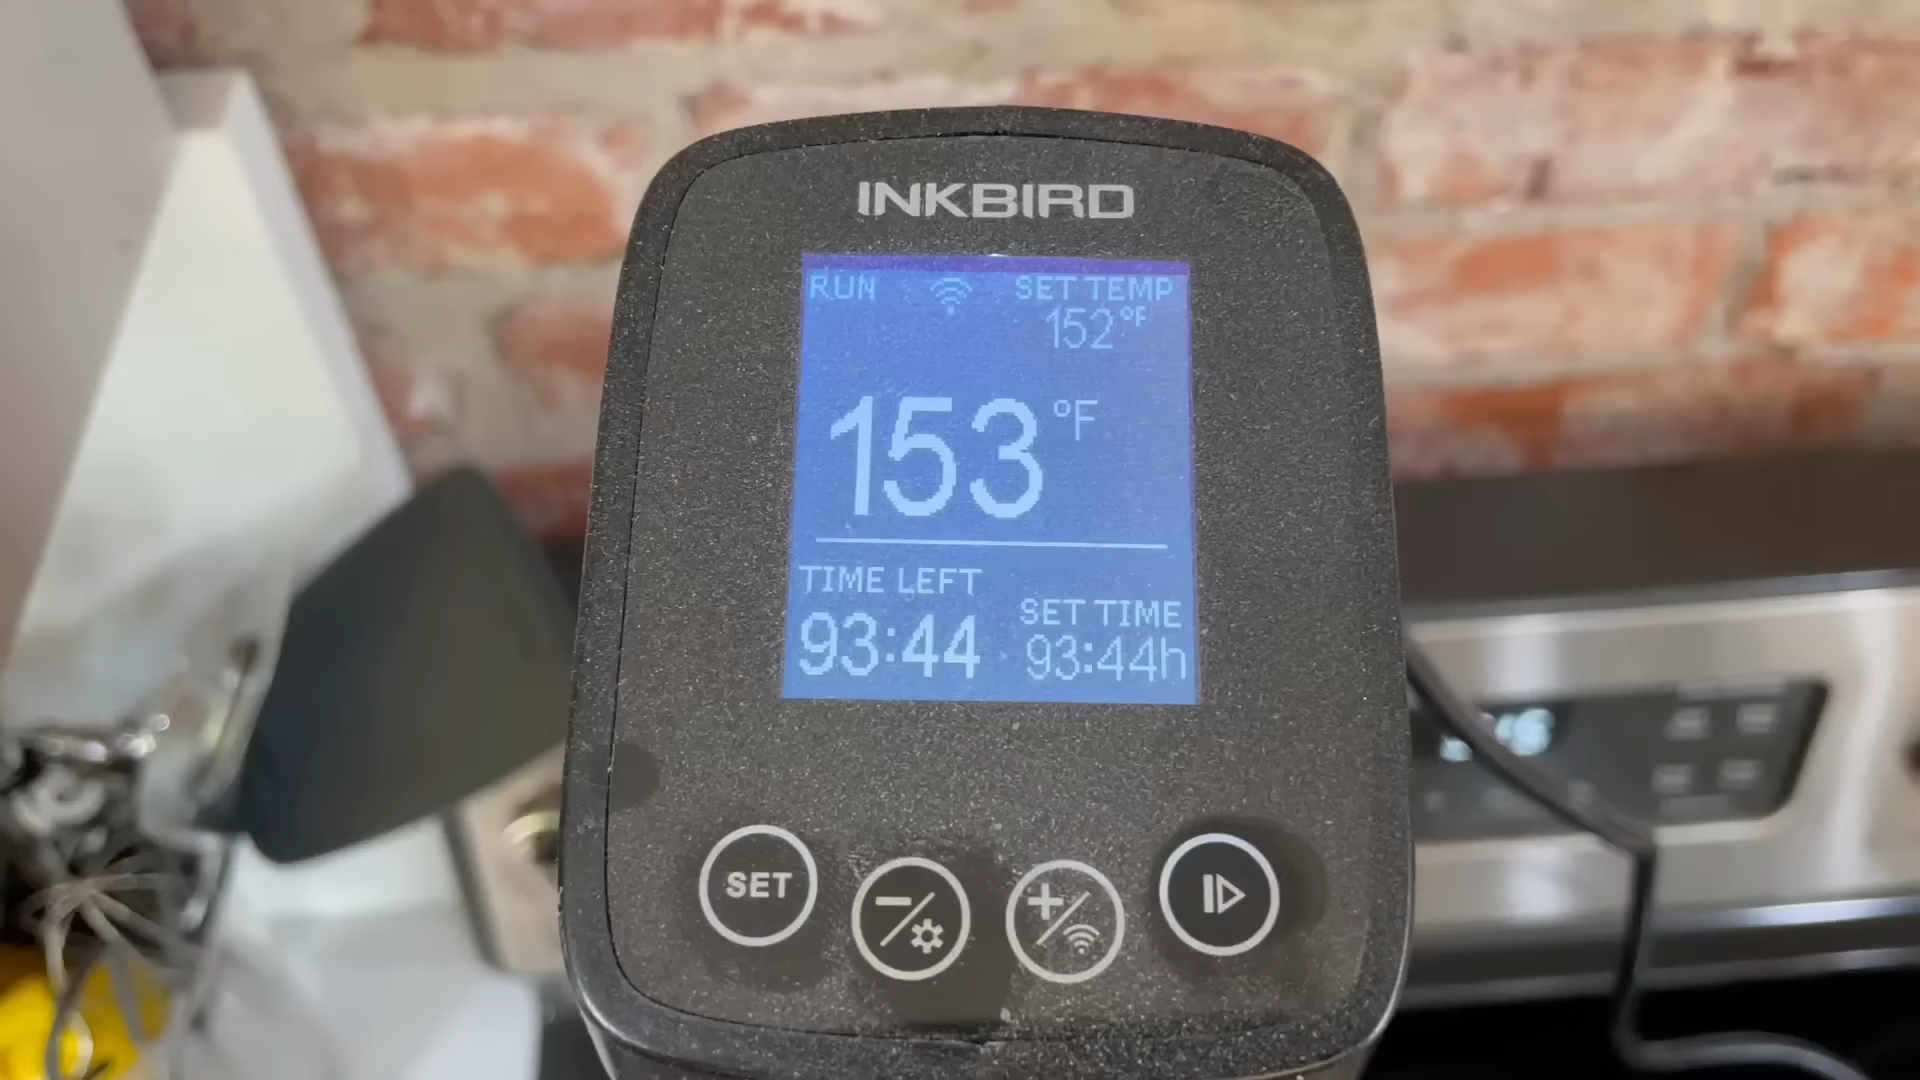 INKBIRD
RUN
SET TEMP
152°F
153°F
TIME LEFT
93:44
SET TIME
93:44h
SET